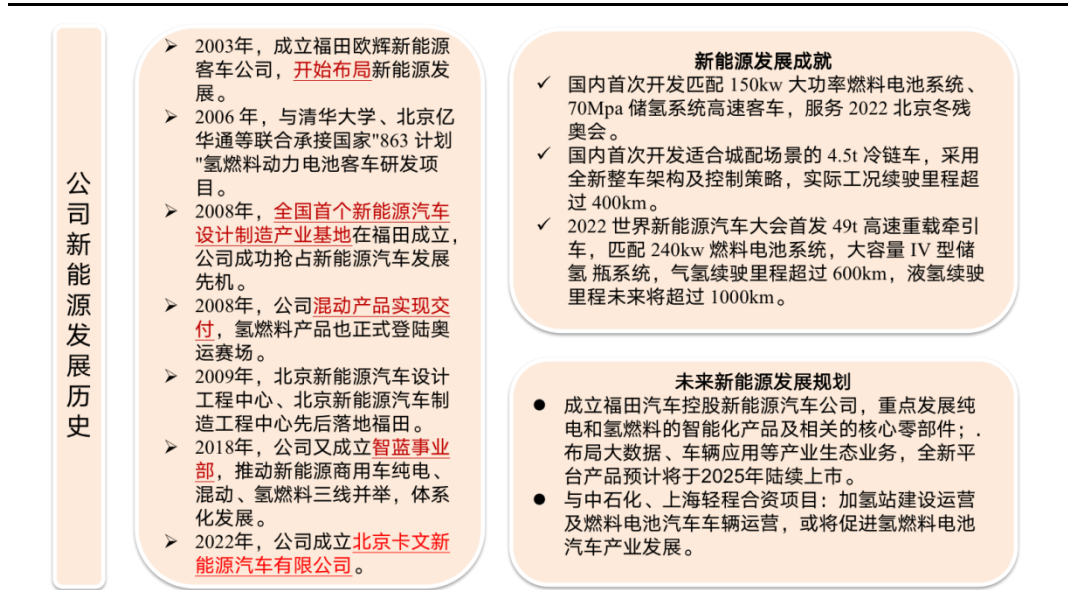 公司新能源发展历史
➢ 2003年，成立福田欧辉新能源
客车公司，开始布局新能源发
展。
➢ 2006 年，与清华大学、北京亿
华通等联合承接国家"863 计划
"氢燃料动力电池客车研发项
目。
➢ 2008年，全国首个新能源汽车
设计制造产业基地在福田成立，
公司成功抢占新能源汽车发展
先机。
➢ 2008年，公司混动产品实现交
付，氢燃料产品也正式登陆奥
运赛场。
➢ 2009年，北京新能源汽车设计
工程中心、北京新能源汽车制
造工程中心先后落地福田。
➢ 2018年，公司又成立智蓝事业
部，推动新能源商用车纯电、
混动、氢燃料三线并举，体系
化发展。
➢ 2022年，公司成立北京卡文新
能源汽车有限公司。
新能源发展成就
✓ 国内首次开发匹配 150kw 大功率燃料电池系统、
70Mpa 储氢系统高速客车，服务 2022 北京冬残
奥会。
✓ 国内首次开发适合城配场景的 4.5t 冷链车，采用
全新整车架构及控制策略，实际工况续驶里程超
过 400km。
✓ 2022 世界新能源汽车大会首发 49t 高速重载牵引
车，匹配 240kw 燃料电池系统，大容量 IV 型储
氢 瓶系统，气氢续驶里程超过 600km，液氢续驶
里程未来将超过 1000km。
未来新能源发展规划
● 成立福田汽车控股新能源汽车公司，重点发展纯
电和氢燃料的智能化产品及相关的核心零部件；.
布局大数据、车辆应用等产业生态业务，全新平
台产品预计将于2025年陆续上市。
● 与中石化、上海轻程合资项目：加氢站建设运营
及燃料电池汽车车辆运营，或将促进氢燃料电池
汽车产业发展。